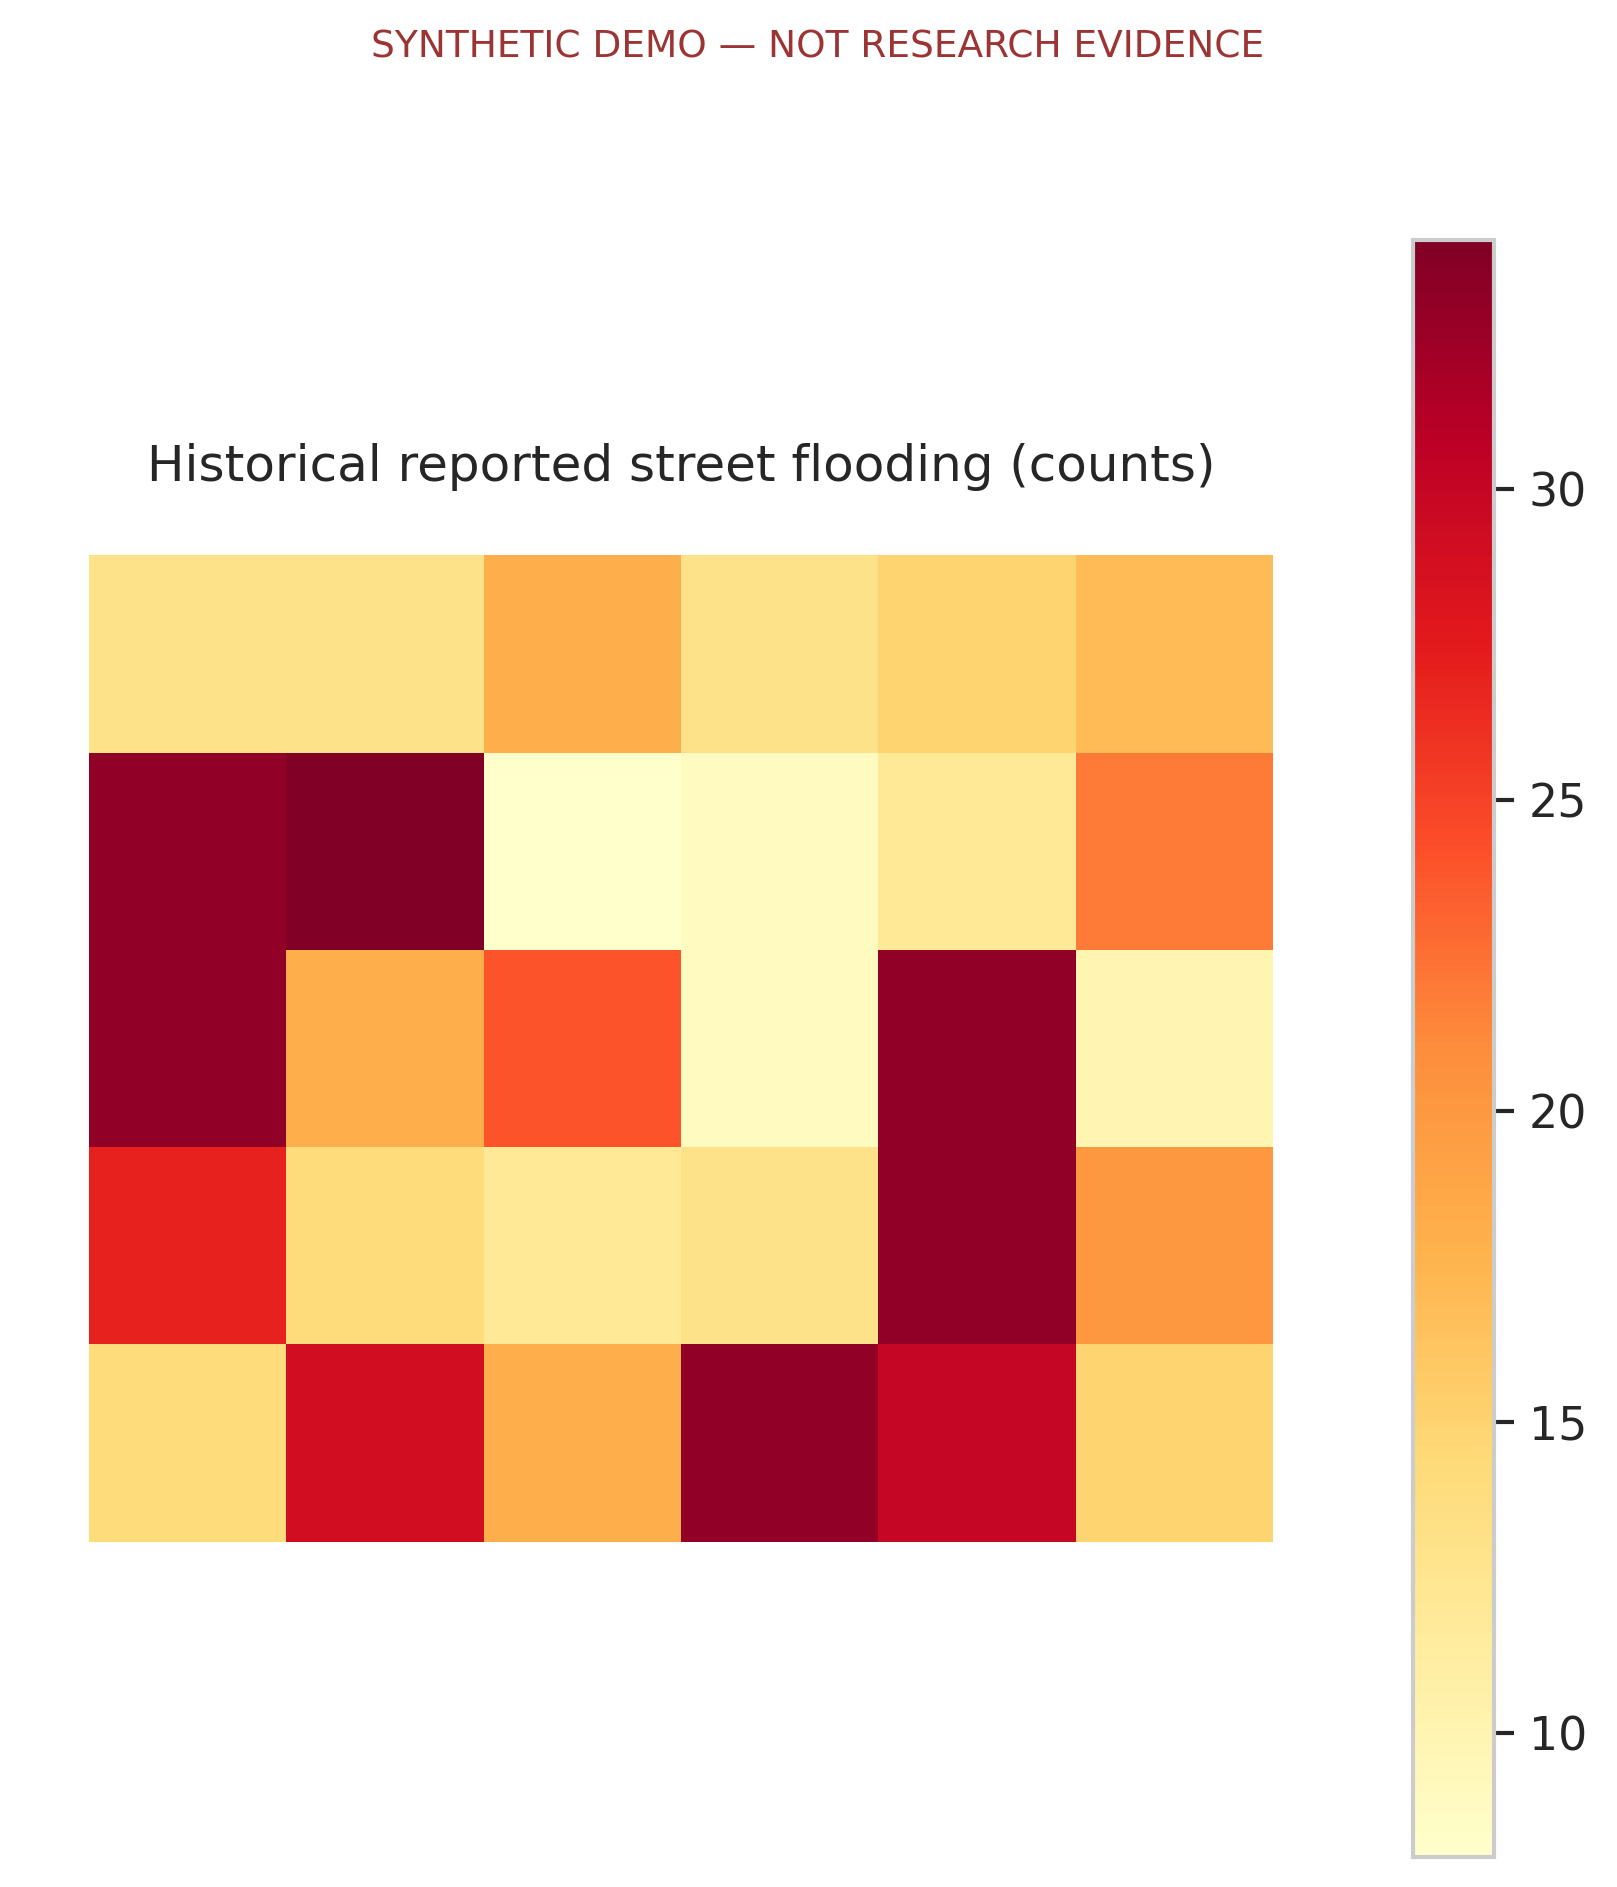 SYNTHETIC DEMO — NOT RESEARCH EVIDENCE
Historical reported street flooding (counts)
30
25
20
15
10